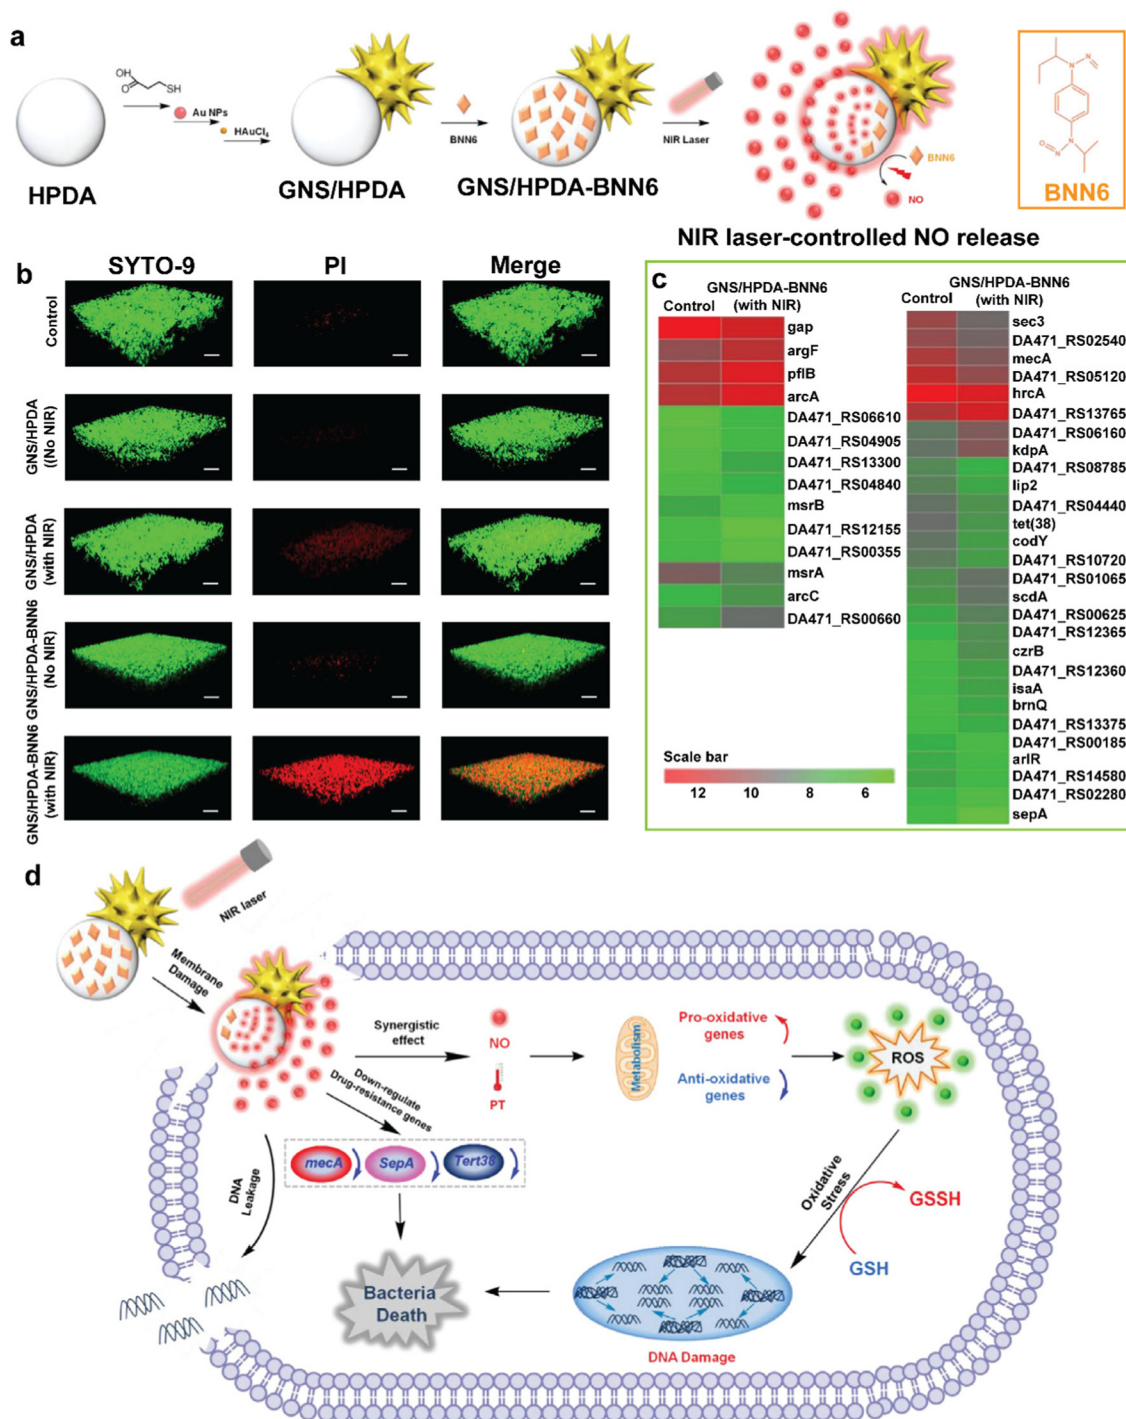 a
OH
O
SH
Au NPs
HAuCl4
BNN6
NIR Laser
BNN6
NO
HPDA
GNS/HPDA
GNS/HPDA-BNN6
NIR laser-controlled NO release
N
N
N
O
N
BNN6
b
SYTO-9
PI
Merge
Control
GNS/HPDA
((No NIR)
GNS/HPDA
(with NIR)
GNS/HPDA-BNN6
(No NIR)
GNS/HPDA-BNN6
(with NIR)
c
Control
GNS/HPDA-BNN6
(with NIR)
gap
argF
pflB
arcA
DA471_RS06610
DA471_RS04905
DA471_RS13300
DA471_RS04840
msrB
DA471_RS12155
DA471_RS00355
msrA
arcC
DA471_RS00660
Scale bar
12
10
8
6
Control
GNS/HPDA-BNN6
(with NIR)
sec3
DA471_RS02540
mecA
DA471_RS05120
hrcA
DA471_RS13765
DA471_RS06160
kdpA
DA471_RS08785
lip2
DA471_RS04440
tet(38)
codY
DA471_RS10720
DA471_RS01065
scdA
DA471_RS00625
DA471_RS12365
czrB
DA471_RS12360
isaA
brnQ
DA471_RS13375
DA471_RS00185
arlR
DA471_RS14580
DA471_RS02280
sepA
d
NIR laser
Membrane
Damage
Synergistic
effect
NO
PT
Down-regulate
Drug-resistance genes
mecA
SepA
Tert38
Metabolism
Pro-oxidative
genes
Anti-oxidative
genes
ROS
DNA
Leakage
Oxidative
Stress
GSSH
GSH
Bacteria
Death
DNA Damage